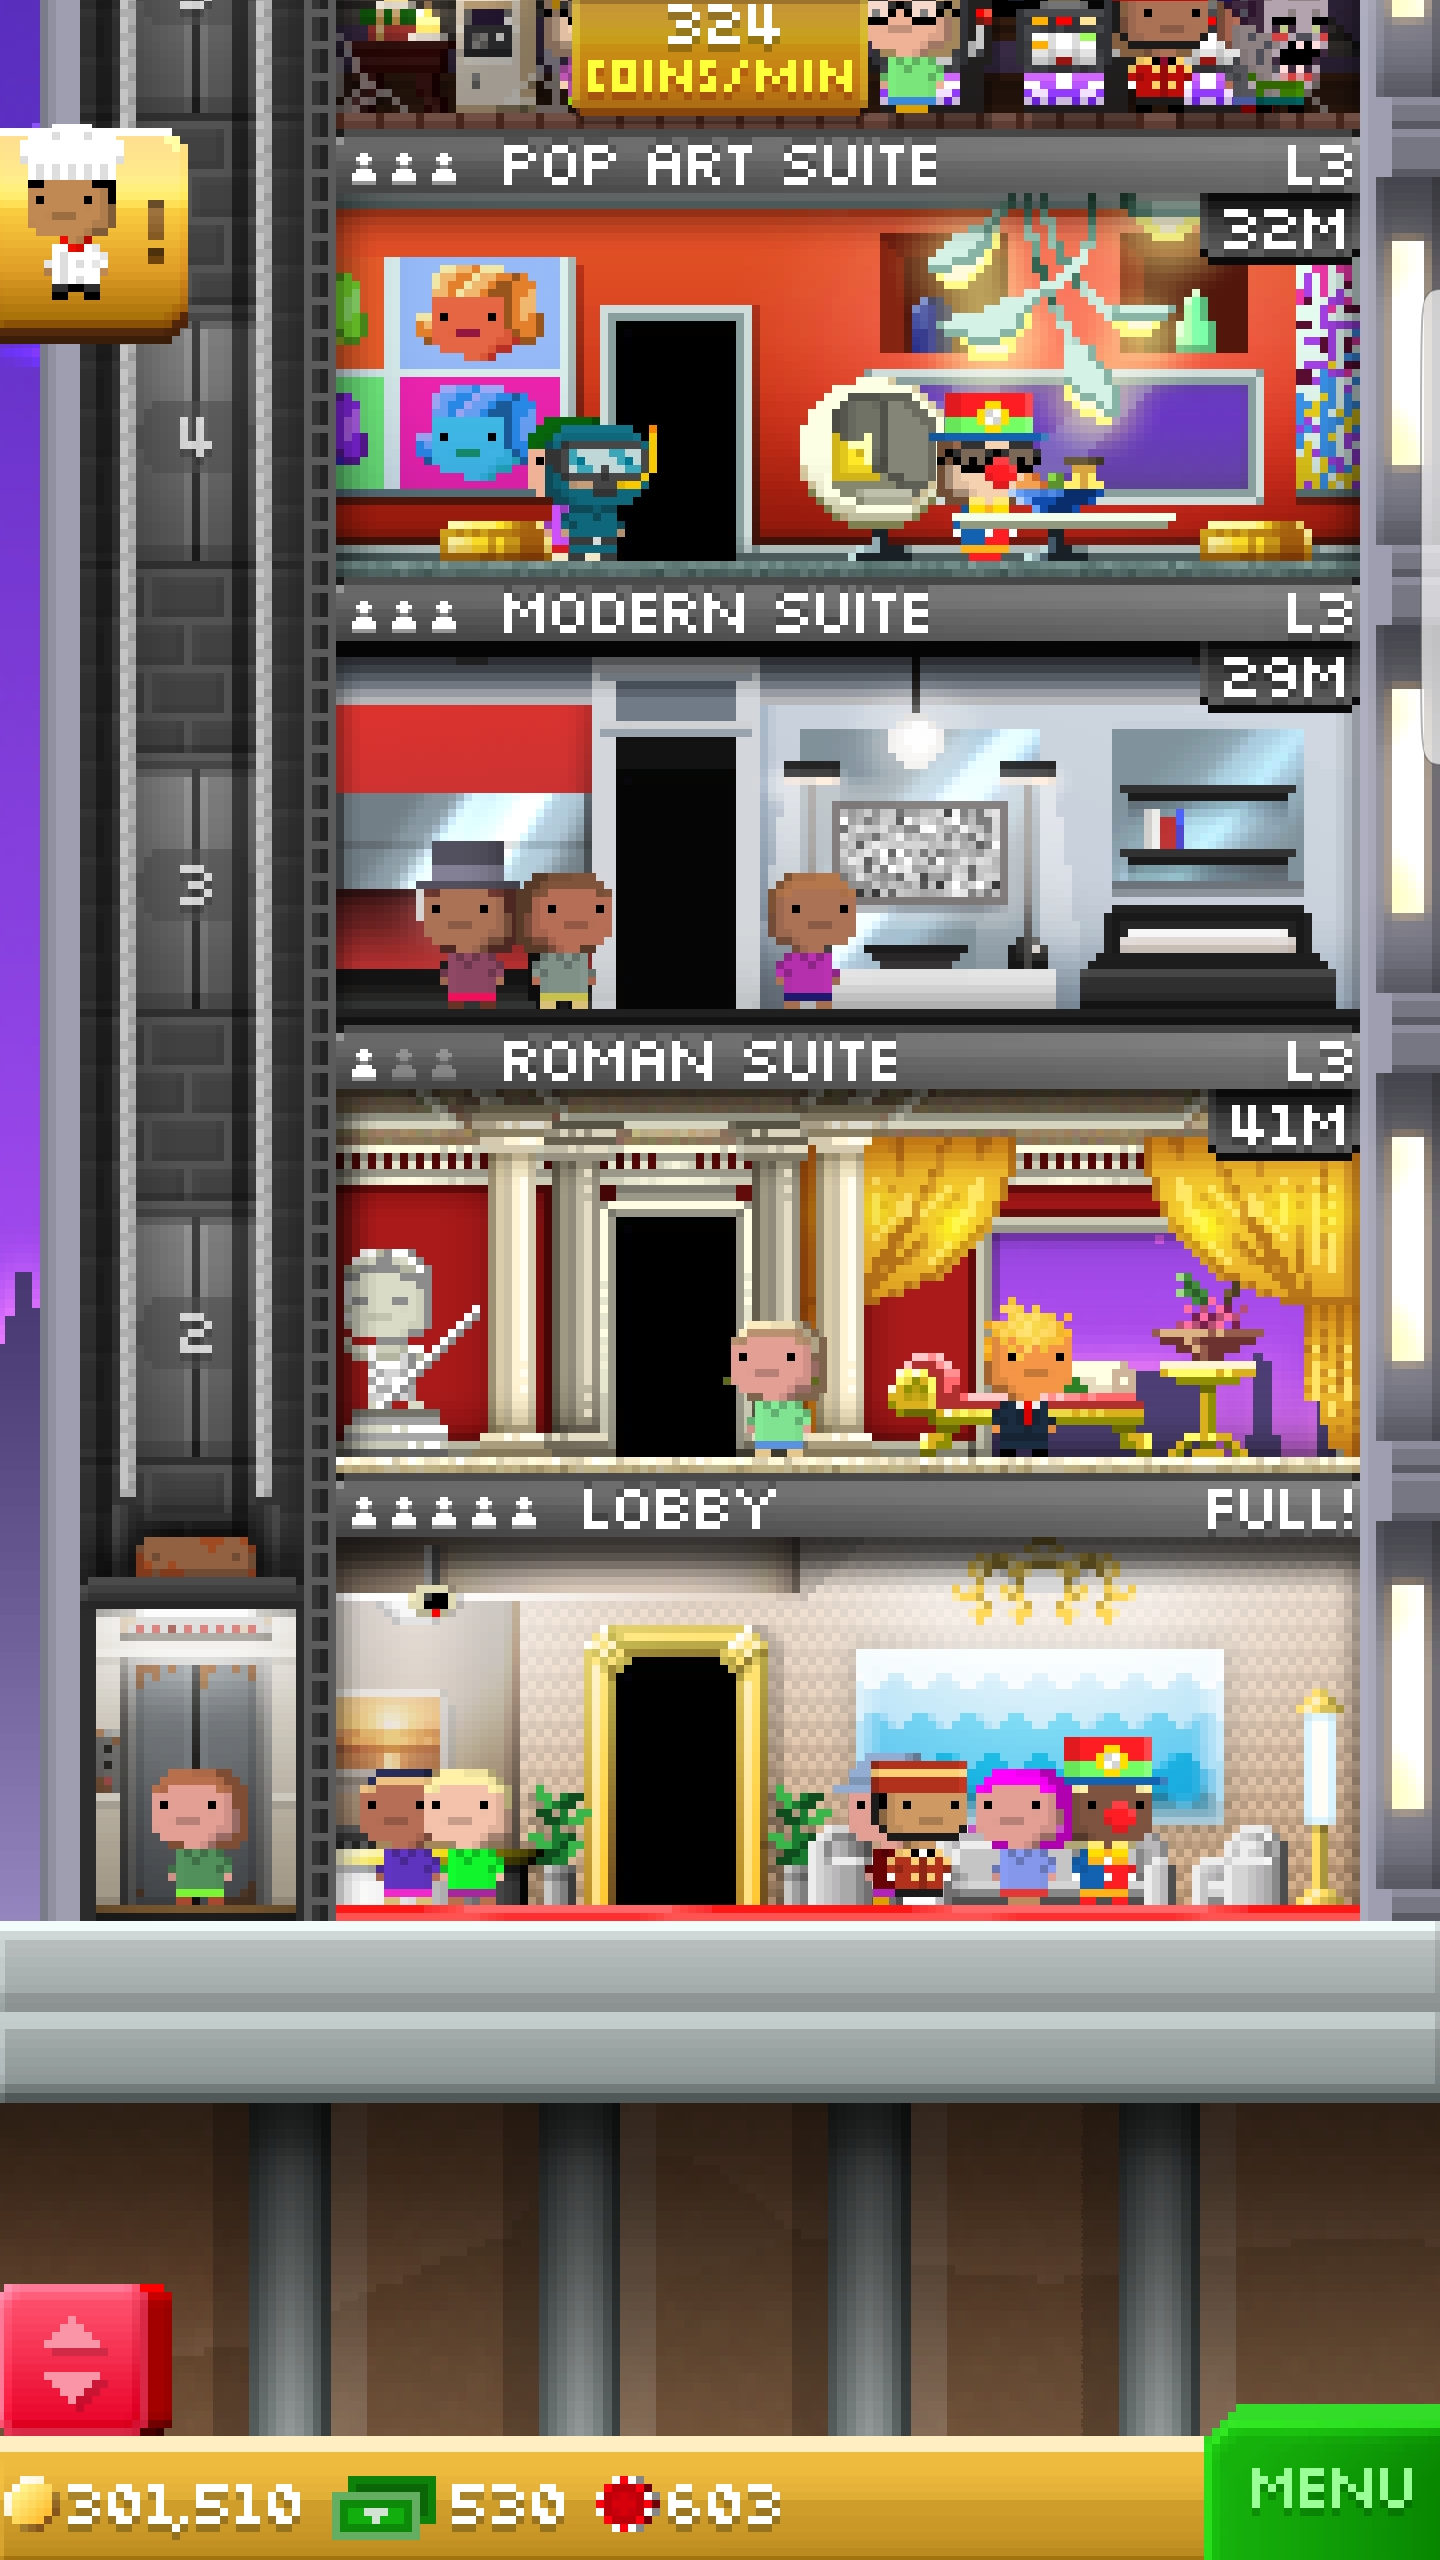 324
COINS/MIN
POP ART SUITE L3
32M
!
4
MODERN SUITE L3
29M
3
ROMAN SUITE L3
41M
2
LOBBY FULL!
301,510 530 603
MENU